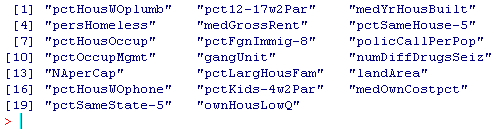 [1] "pctHousWOplumb" "pct12-17w2Par" "medYrHousBuilt"
[4] "persHomeless" "medGrossRent" "pctSameHouse-5"
[7] "pctHousOccup" "pctFgnImmig-8" "policCallPerPop"
[10] "pctOccupMgmt" "gangUnit" "numDiffDrugsSeiz"
[13] "NAperCap" "pctLargHousFam" "landArea"
[16] "pctHousWOphone" "pctKids-4w2Par" "medOwnCostpct"
[19] "pctSameState-5" "ownHousLowQ"
>